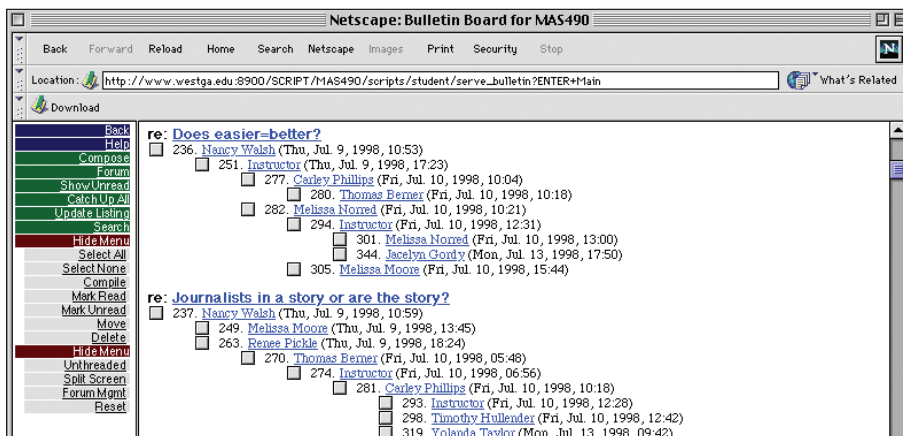 Netscape: Bulletin Board for MAS490
Back Forward Reload Home Search Netscape Images Print Security Stop
N
Location: http://www.westga.edu:8900/SCRIPT/MAS490/scripts/student/serve_bulletin?ENTER+Main What's Related
Download
Back
Help
Compose
Forum
Show Unread
Catch Up All
Update Listing
Search
Hide Menu
Select All
Select None
Compile
Mark Read
Mark Unread
Move
Delete
Hide Menu
Unthreaded
Split Screen
Forum Mgmt
Reset
re: Does easier=better?
236. Nancy Walsh (Thu, Jul. 9, 1998, 10:53)
251. Instructor (Thu, Jul. 9, 1998, 17:23)
277. Carley Phillips (Fri, Jul. 10, 1998, 10:04)
280. Thomas Berner (Fri, Jul. 10, 1998, 10:18)
282. Melissa Norred (Fri, Jul. 10, 1998, 10:21)
294. Instructor (Fri, Jul. 10, 1998, 12:31)
301. Melissa Norred (Fri, Jul. 10, 1998, 13:00)
344. Jacelyn Gordy (Mon, Jul. 13, 1998, 17:50)
305. Melissa Moore (Fri, Jul. 10, 1998, 15:44)
re: Journalists in a story or are the story?
237. Nancy Walsh (Thu, Jul. 9, 1998, 10:59)
249. Melissa Moore (Thu, Jul. 9, 1998, 13:45)
263. Renee Pickle (Thu, Jul. 9, 1998, 18:24)
270. Thomas Berner (Fri, Jul. 10, 1998, 05:48)
274. Instructor (Fri, Jul. 10, 1998, 06:56)
281. Carley Phillips (Fri, Jul. 10, 1998, 10:18)
293. Instructor (Fri, Jul. 10, 1998, 12:28)
298. Timothy Hullender (Fri, Jul. 10, 1998, 12:42)
319. Yolanda Taylor (Mon, Jul. 13, 1998, 09:42)